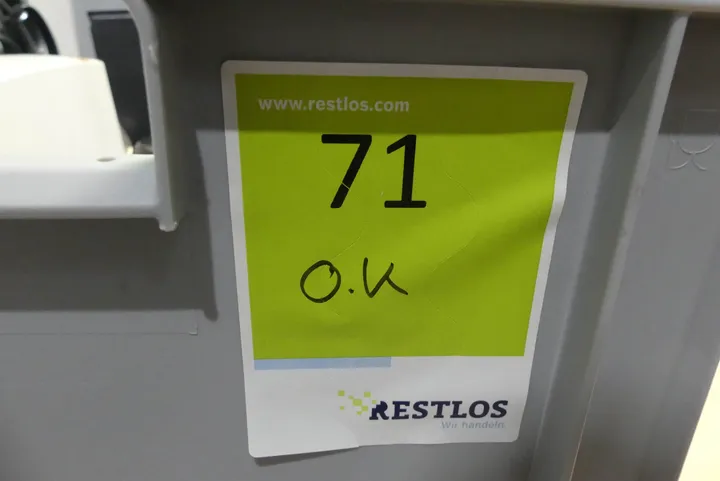 www.restlos.com
71
O.K
RESTLOS
Wir handeln.